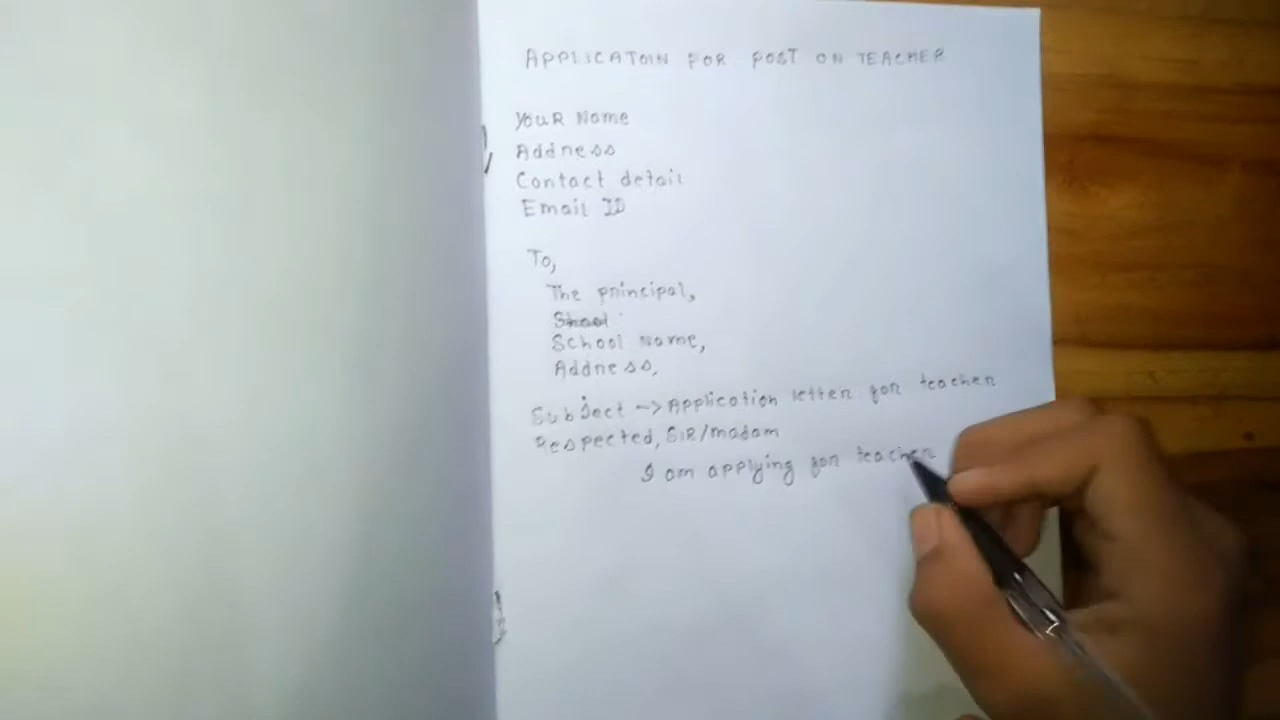 APPLICATOIN FOR POST ON TEACHER
YOUR Name
Address
Contact detail
Email ID
To,
The principal,
School Name,
Address,
Subject -> Application letter for teacher
Respected, SIR/madam
I am applying for teacher